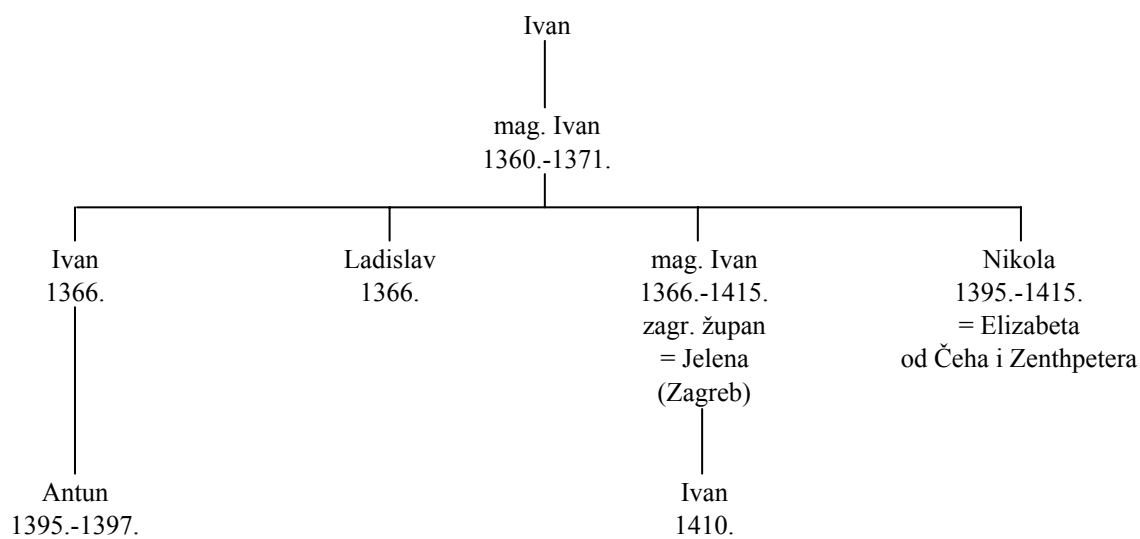 Ivan
mag. Ivan
1360.-1371.
Ivan
1366.
Ladislav
1366.
mag. Ivan
1366.-1415.
zagr. župan
= Jelena
(Zagreb)
Nikola
1395.-1415.
= Elizabeta
od Čeha i Zenthpetera
Antun
1395.-1397.
Ivan
1410.